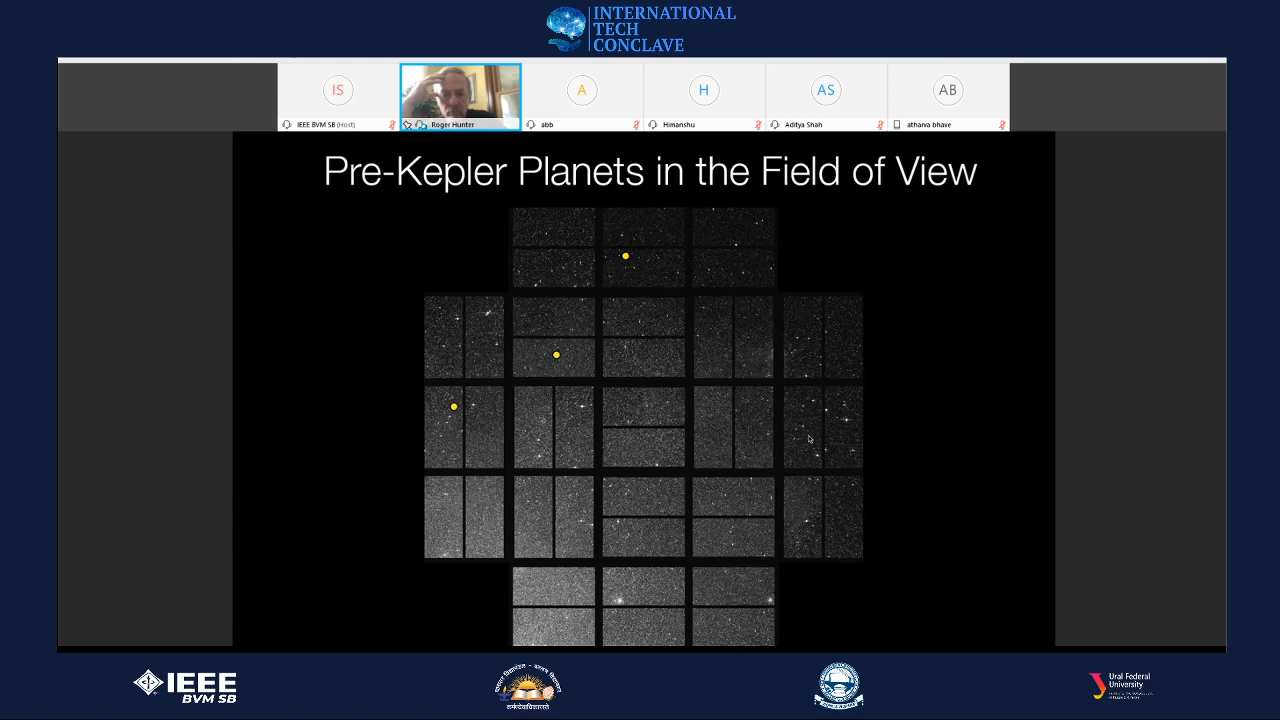 INTERNATIONAL
TECH
CONCLAVE
IS
A
H
AS
AB
IEEE BVM SB (Host)
Roger Hunter
abb
Himanshu
Aditya Shah
atharva bhave
Pre-Kepler Planets in the Field of View
IEEE
BVM SB
Ural Federal
University